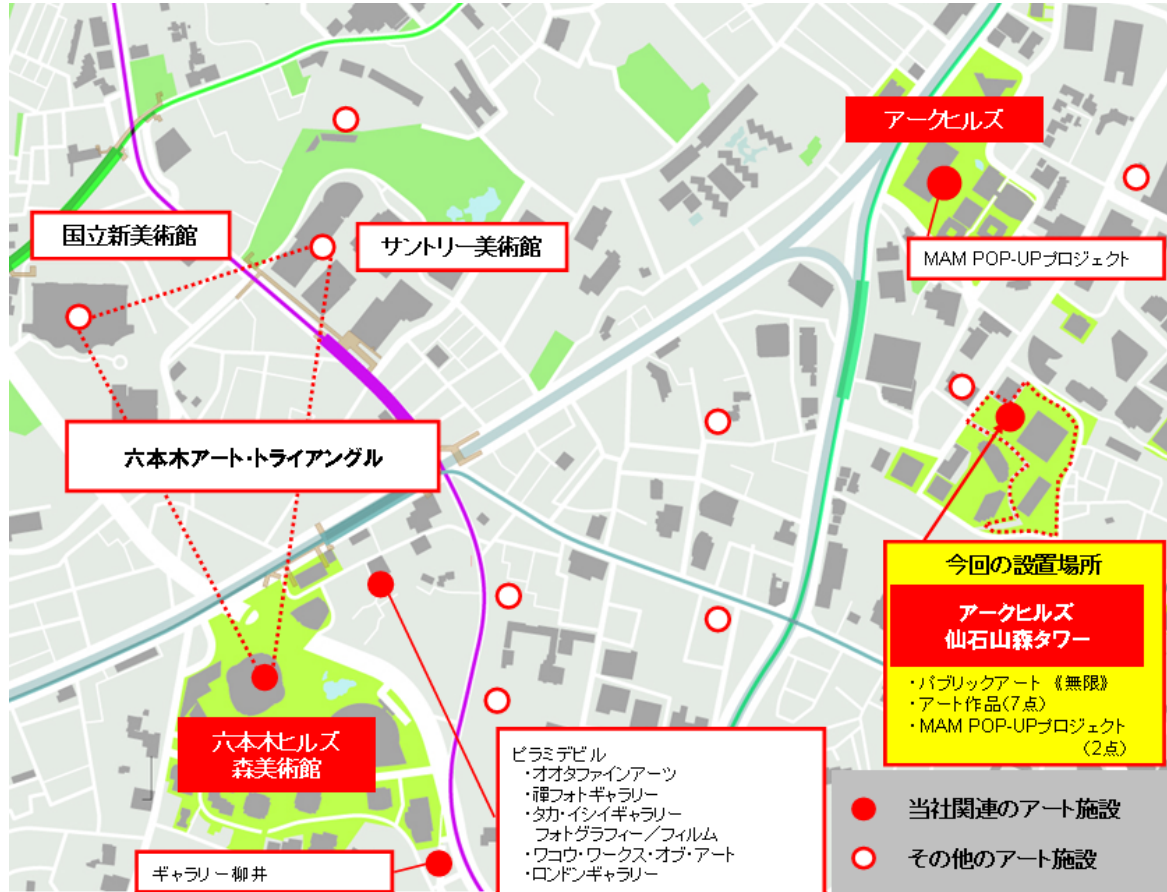 アークヒルズ
MAM POP-UPプロジェクト
国立新美術館
サントリー美術館
六本木アート・トライアングル
今回の設置場所
アークヒルズ
仙石山森タワー
・パブリックアート 《無限》
・アート作品(7点)
・MAM POP-UPプロジェクト
(2点)
六本木ヒルズ
森美術館
ピラミデビル
・オオタファインアーツ
・禪フォトギャラリー
・タカ・イシイギャラリー
フォトグラフィー／フィルム
・ワコウ・ワークス・オブ・アート
・ロンドンギャラリー
ギャラリー柳井
当社関連のアート施設
その他のアート施設